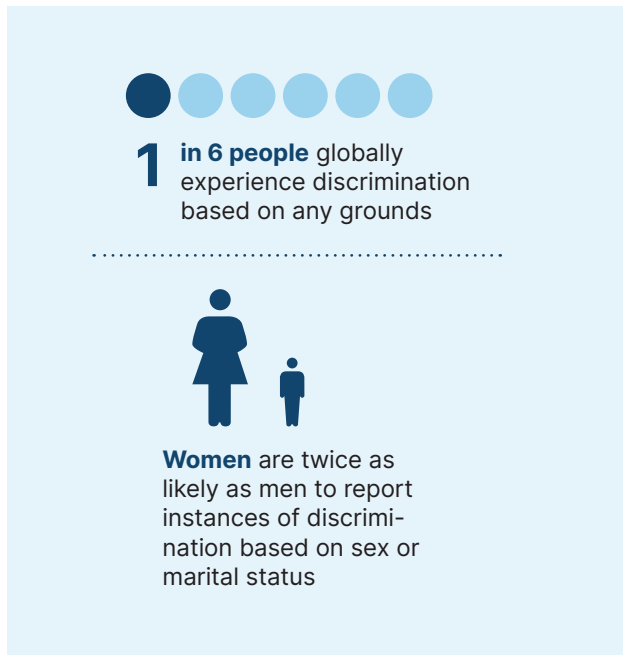 1 in 6 people globally
experience discrimination
based on any grounds
Women are twice as
likely as men to report
instances of discrimi-
nation based on sex or
marital status